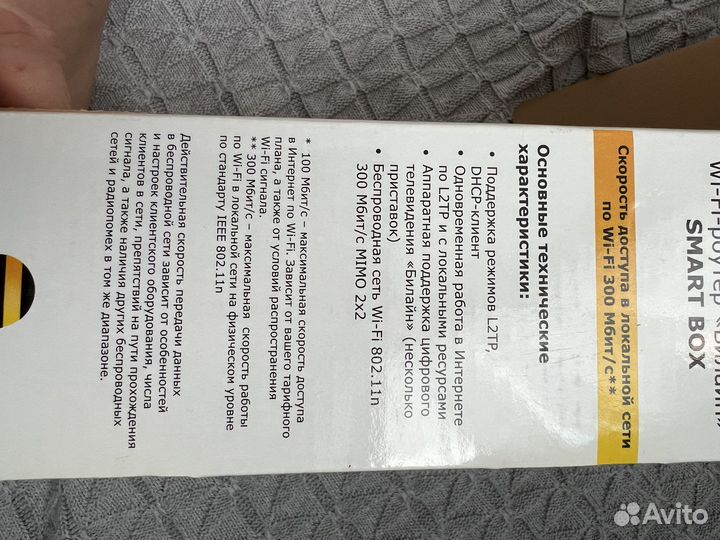 Wi-Fi-роутер «Билайн»
SMART BOX
Скорость доступа в локальной сети
по Wi-Fi 300 Мбит/с**
Основные технические
характеристики:
• Поддержка режимов L2TP,
DHCP-клиент
• Одновременная работа в Интернете
по L2TP и с локальными ресурсами
• Аппаратная поддержка цифрового
телевидения «Билайн» (несколько
приставок)
• Беспроводная сеть Wi-Fi 802.11n
300 Мбит/с MIMO 2x2
* 100 Мбит/с – максимальная скорость доступа
в Интернет по Wi-Fi. Зависит от вашего тарифного
плана, а также от условий распространения
Wi-Fi сигнала.
** 300 Мбит/с – максимальная скорость работы
по Wi-Fi в локальной сети на физическом уровне
по стандарту IEEE 802.11n
Действительная скорость передачи данных
в беспроводной сети зависит от особенностей
и настроек клиентского оборудования, числа
клиентов в сети, препятствий на пути прохождения
сигнала, а также наличия других беспроводных
сетей и радиопомех в том же диапазоне.
Avito